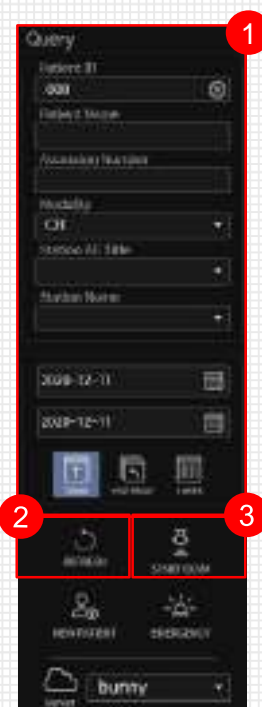 Query
1
Patient ID
000
Patient Name
Accession Number
Modality
CR
Station AE Title
Station Name
2020-12-11
2020-12-11
2
3
REFRESH
START EXAM
NEW PATIENT
EMERGENCY
Server
bunny